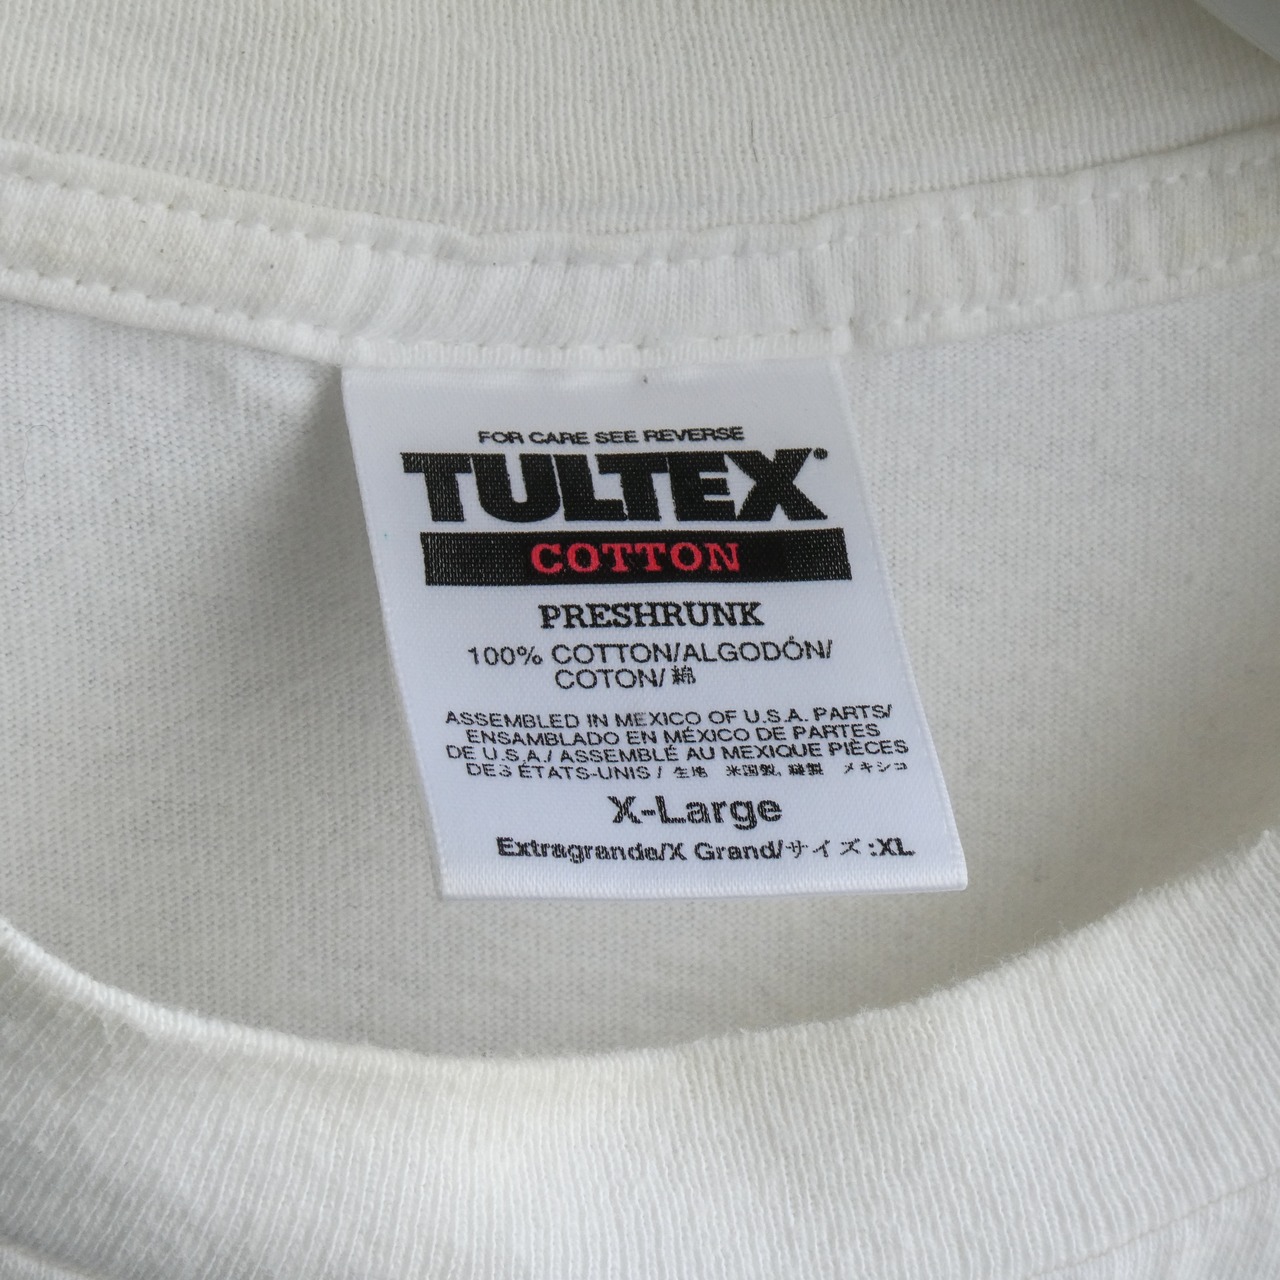 FOR CARE SEE REVERSE
TULTEX®
COTTON
PRESHRUNK
100% COTTON/ALGODÓN/
COTON/綿
ASSEMBLED IN MEXICO OF U.S.A. PARTS/
ENSAMBLADO EN MÉXICO DE PARTES
DE U.S.A./ ASSEMBLÉ AU MEXIQUE PIÈCES
DES ÉTATS-UNIS / 生地 米国製, 縫製 メキシコ
X-Large
Extragrande/X Grand/サイズ:XL